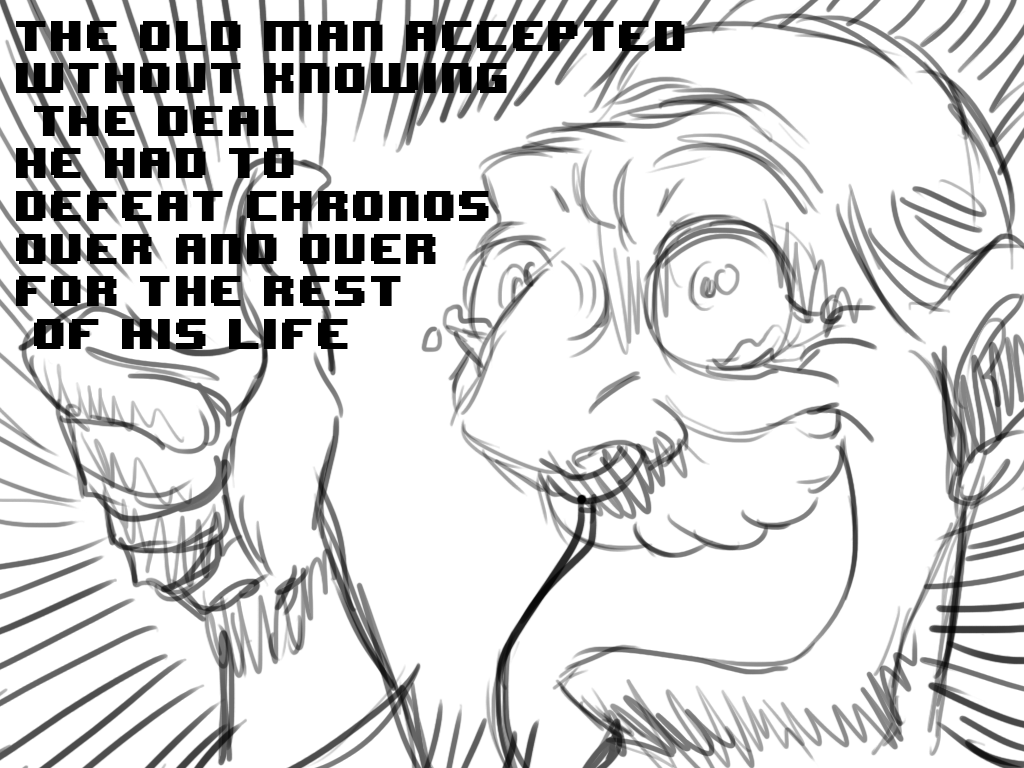 THE OLD MAN ACCEPTED
WTHOUT KNOWING
THE DEAL
HE HAD TO
DEFEAT CHRONOS
OVER AND OVER
FOR THE REST
OF HIS LIFE